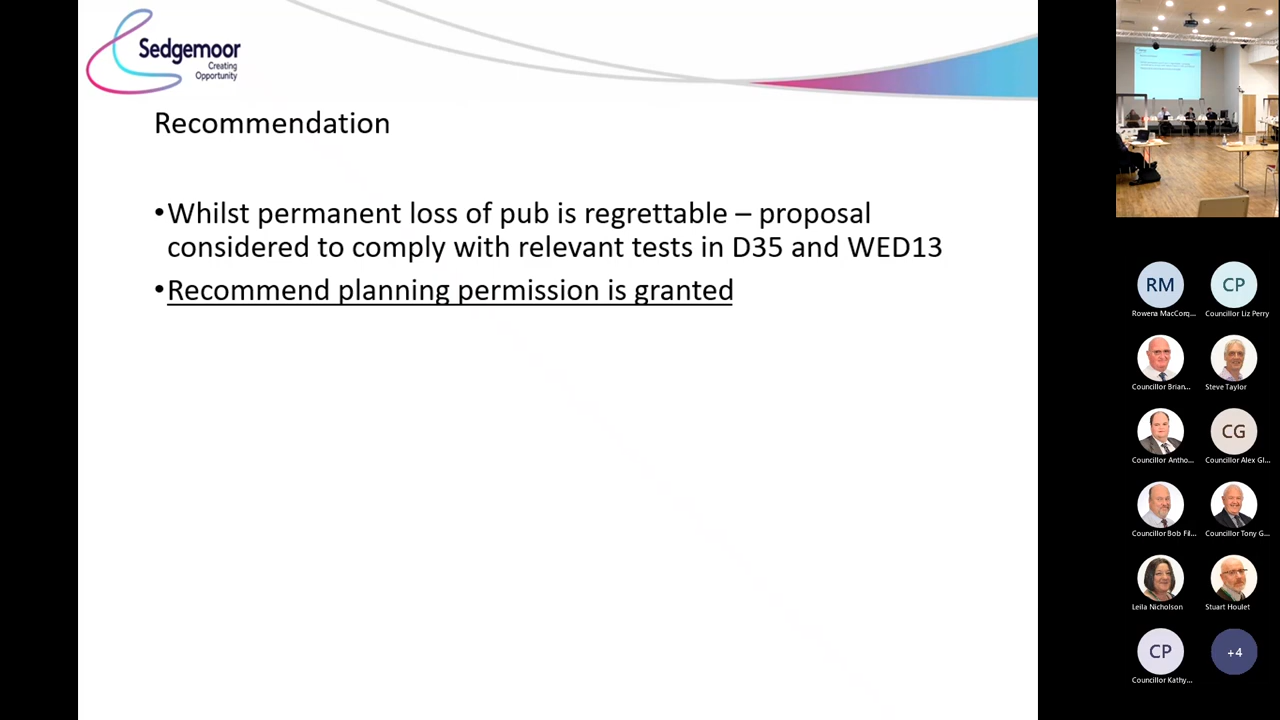 Sedgemoor
Creating
Opportunity
Recommendation
•Whilst permanent loss of pub is regrettable – proposal
considered to comply with relevant tests in D35 and WED13
•Recommend planning permission is granted
RM
Rowena MacCorq...
CP
Councillor Liz Perry
Councillor Brian...
Steve Taylor
Councillor Antho...
CG
Councillor Alex Gl...
Councillor Bob Fil...
Councillor Tony G...
Leila Nicholson
Stuart Houlet
CP
Councillor Kathy...
+4